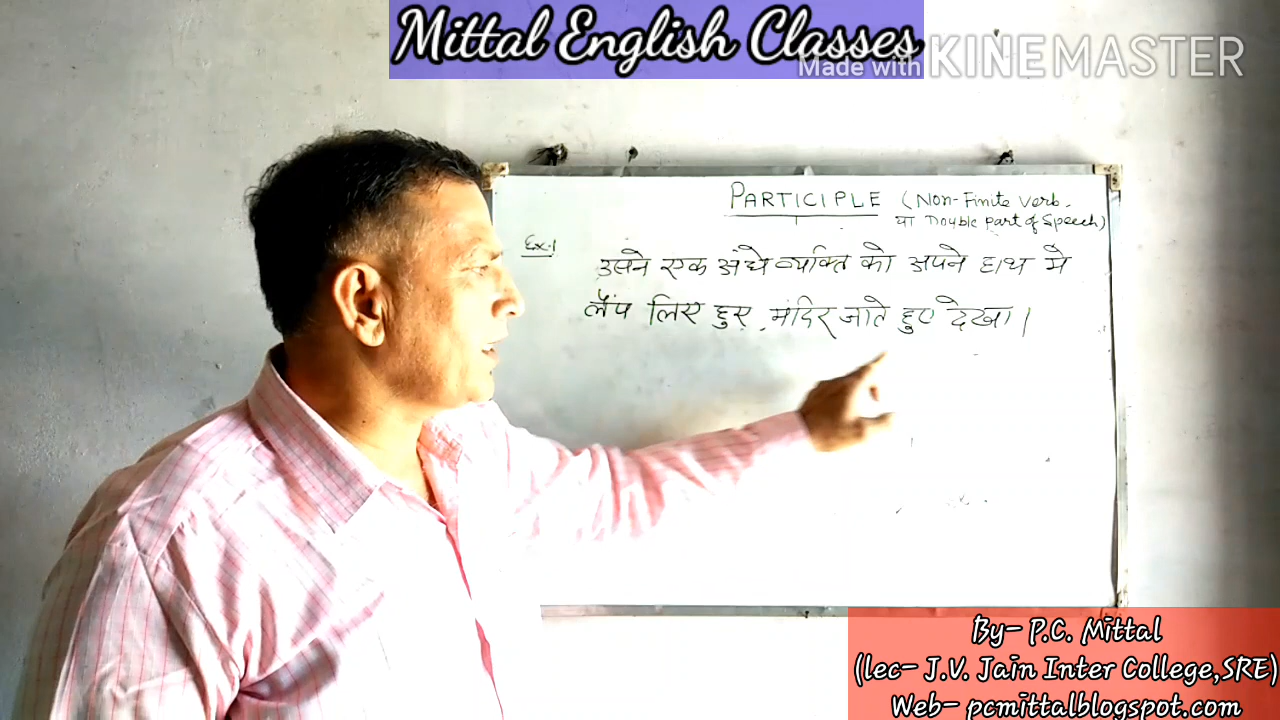 Mittal English Classes
Made with KINEMASTER
PARTICIPLE (Non-Finite Verb.
या Double Part of Speech)
Ex.1
उसने एक अंधे व्यक्ति को अपने हाथ मे
लैंप लिए हुए, मंदिर जाते हुए देखा।
By- P.C. Mittal
(lec- J.V. Jain Inter College,SRE)
Web- pcmittalblogspot.com